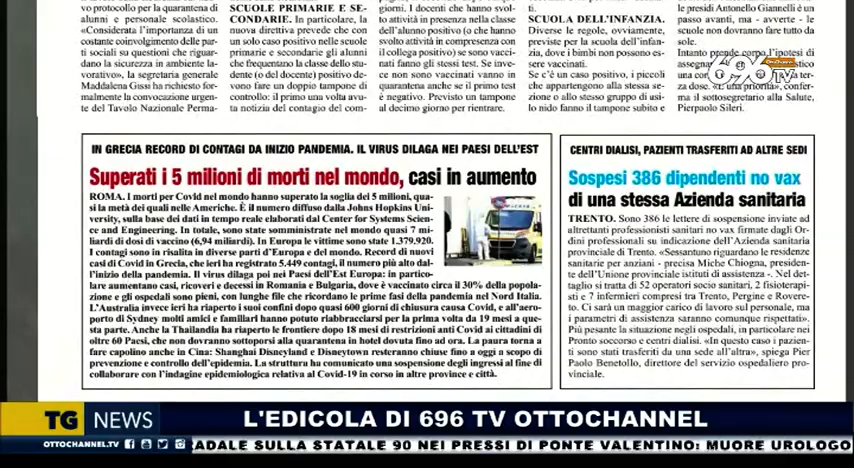 vo protocollo per la quarantena di
alunni e personale scolastico.
«Considerata l'importanza di un
costante coinvolgimento delle par-
ti sociali su questioni che riguar-
dano la sicurezza in ambiente la-
vorativo», la segretaria generale
Maddalena Gissi ha richiesto for-
malmente la convocazione urgen-
te del Tavolo Nazionale Perma-
SCUOLE PRIMARIE E SE-
CONDARIE. In particolare, la
nuova direttiva prevede che con
un solo caso positivo nelle scuole
primarie e secondarie gli alunni
che frequentano la classe dello stu-
dente (o del docente) positivo de-
vono fare un doppio tampone di
controllo: il primo una volta avu-
ta notizia del contagio del com-
giorni. I docenti che hanno svol-
to attività in presenza nella classe
dell'alunno positivo (o che hanno
svolto attività in compresenza con
il collega positivo) se sono vacci-
nati fanno gli stessi test. Se inve-
ce non sono vaccinati vanno in
quarantena anche se il primo test
è negativo. Previsto un tampone
al decimo giorno per rientrare.
SCUOLA DELL'INFANZIA.
Diverse le regole, ovviamente,
previste per la scuola dell'infan-
zia, dove i bimbi non possono es-
sere vaccinati.
Se c'è un caso positivo, i piccoli
che appartengono alla stessa se-
zione o allo stesso gruppo di usi-
lo nido fanno il tampone subito e
li presidi Antonello Giannelli è un
passo avanti, ma - avverte - le
scuole non dovranno fare tutto da
sole.
Intanto prende corpo l'ipotesi di
assegnar
una co
za dose. «È una priorità», confer-
ma il sottosegretario alla Salute,
Pierpaolo Sileri.
696
OttoChannel
TV
IN GRECIA RECORD DI CONTAGI DA INIZIO PANDEMIA. IL VIRUS DILAGA NEI PAESI DELL'EST
Superati i 5 milioni di morti nel mondo, casi in aumento
ROMA. I morti per Covid nel mondo hanno superato la soglia dei 5 milioni, qua-
si la metà dei quali nelle Americhe. È il numero diffuso dalla Johns Hopkins Uni-
versity, sulla base dei dati in tempo reale elaborati dal Center for Systems Scien-
ce and Engineering. In totale, sono state somministrate nel mondo quasi 7 mi-
liardi di dosi di vaccino (6,94 miliardi). In Europa le vittime sono state 1.379.920.
I contagi sono in risalita in diverse parti d'Europa e del mondo. Record di nuovi
casi di Covid in Grecia, che ieri ha registrato 5.449 contagi, il numero più alto dal-
l'inizio della pandemia. Il virus dilaga poi nei Paesi dell'Est Europa: in partico-
lare aumentano casi, ricoveri e decessi in Romania e Bulgaria, dove è vaccinato circa il 30% della popola-
zione e gli ospedali sono pieni, con lunghe file che ricordano le prime fasi della pandemia nel Nord Italia.
L'Australia invece ieri ha riaperto i suoi confini dopo quasi 600 giorni di chiusura causa Covid, e all'aero-
porto di Sydney molti amici e familiari hanno potuto riabbracciarsi per la prima volta da 19 mesi a que-
sta parte. Anche la Thailandia ha riaperto le frontiere dopo 18 mesi di restrizioni anti Covid ai cittadini di
oltre 60 Paesi, che non dovranno sottoporsi alla quarantena in hotel dovuta fino ad ora. La paura torna a
fare capolino anche in Cina: Shanghai Disneyland e Disneytown resteranno chiuse fino a oggi a scopo di
prevenzione e controllo dell'epidemia. La struttura ha comunicato una sospensione degli ingressi al fine di
collaborare con l'indagine epidemiologica relativa al Covid-19 in corso in altre province e città.
CENTRI DIALISI, PAZIENTI TRASFERITI AD ALTRE SEDI
Sospesi 386 dipendenti no vax
di una stessa Azienda sanitaria
TRENTO. Sono 386 le lettere di sospensione inviate ad
altrettanti professionisti sanitari no vax firmate dagli Or-
dini professionali su indicazione dell'Azienda sanitaria
provinciale di Trento. «Sessantuno riguardano le residenze
sanitarie per anziani - precisa Miche Chiogna, presiden-
te dell'Unione provinciale istituti di assistenza -. Nel det-
taglio si tratta di 52 operatori socio sanitari, 2 fisioterapi-
sti e 7 infermieri compresi tra Trento, Pergine e Rovere-
to. Ci sarà un maggior carico di lavoro sul personale, ma
i parametri di assistenza saranno comunque rispettati».
Più pesante la situazione negli ospedali, in particolare nei
Pronto soccorso e centri dialisi. «In questo caso i pazien-
ti sono stati trasferiti da una sede all'altra», spiega Pier
Paolo Benetollo, direttore del servizio ospedaliero pro-
vinciale.
TG NEWS
L'EDICOLA DI 696 TV OTTOCHANNEL
OTTOCHANNEL.TV
RADALE SULLA STATALE 90 NEI PRESSI DI PONTE VALENTINO: MUORE UROLOGO